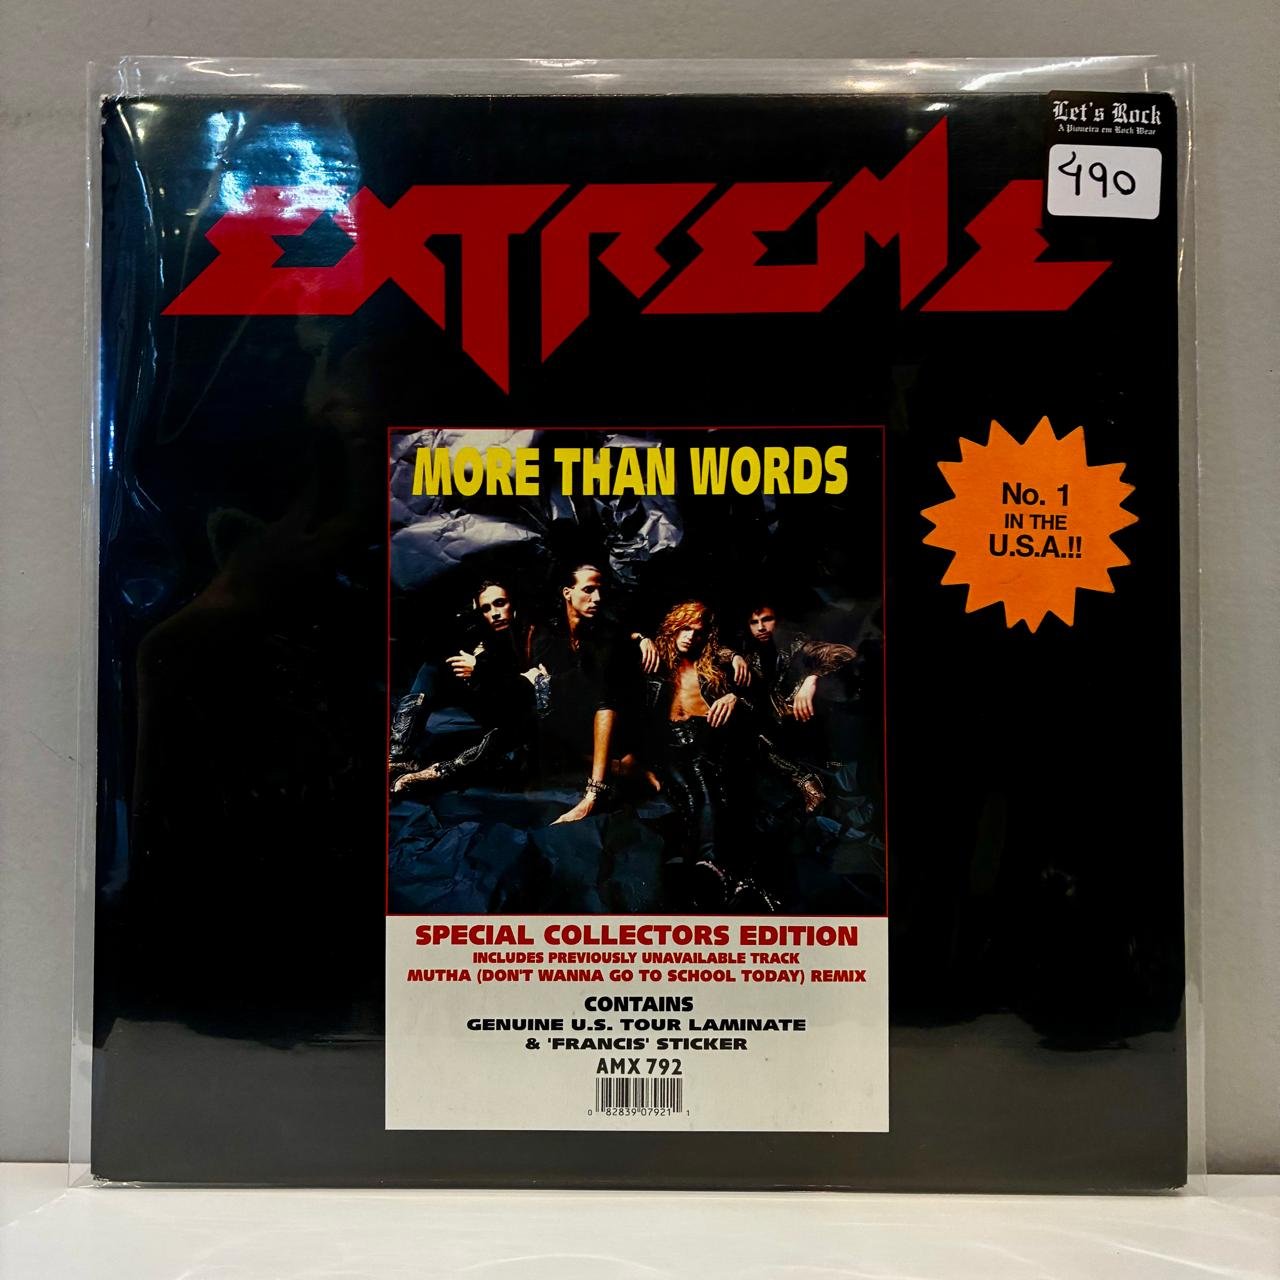 Let's Rock
A Pioneira em Rock Wear
490
EXTREME
MORE THAN WORDS
No. 1
IN THE
U.S.A.!!
SPECIAL COLLECTORS EDITION
INCLUDES PREVIOUSLY UNAVAILABLE TRACK
MUTHA (DON'T WANNA GO TO SCHOOL TODAY) REMIX
CONTAINS
GENUINE U.S. TOUR LAMINATE
& 'FRANCIS' STICKER
AMX 792
0 82839 07921 1